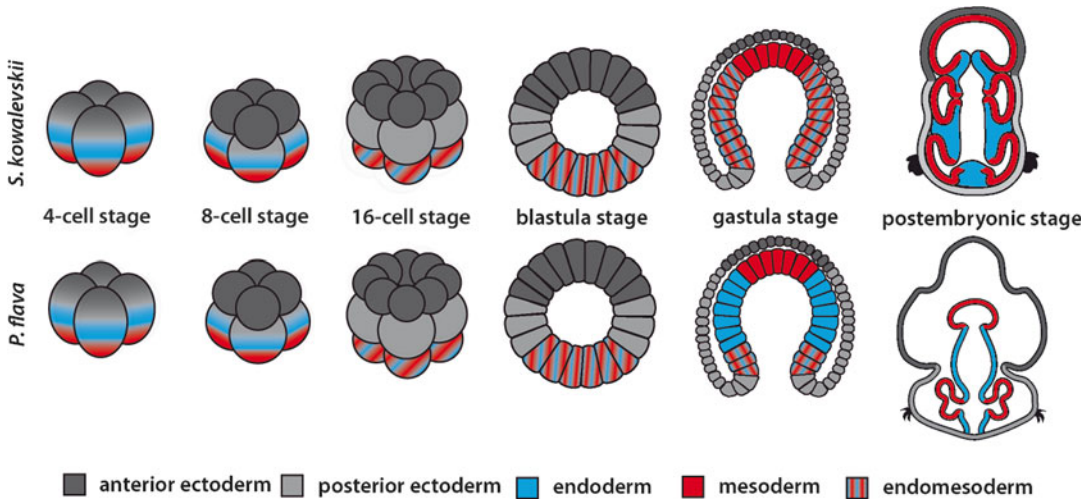 S. kowalevskii
4-cell stage 8-cell stage 16-cell stage blastula stage gastula stage postembryonic stage
P. flava
anterior ectoderm posterior ectoderm endoderm mesoderm endomesoderm